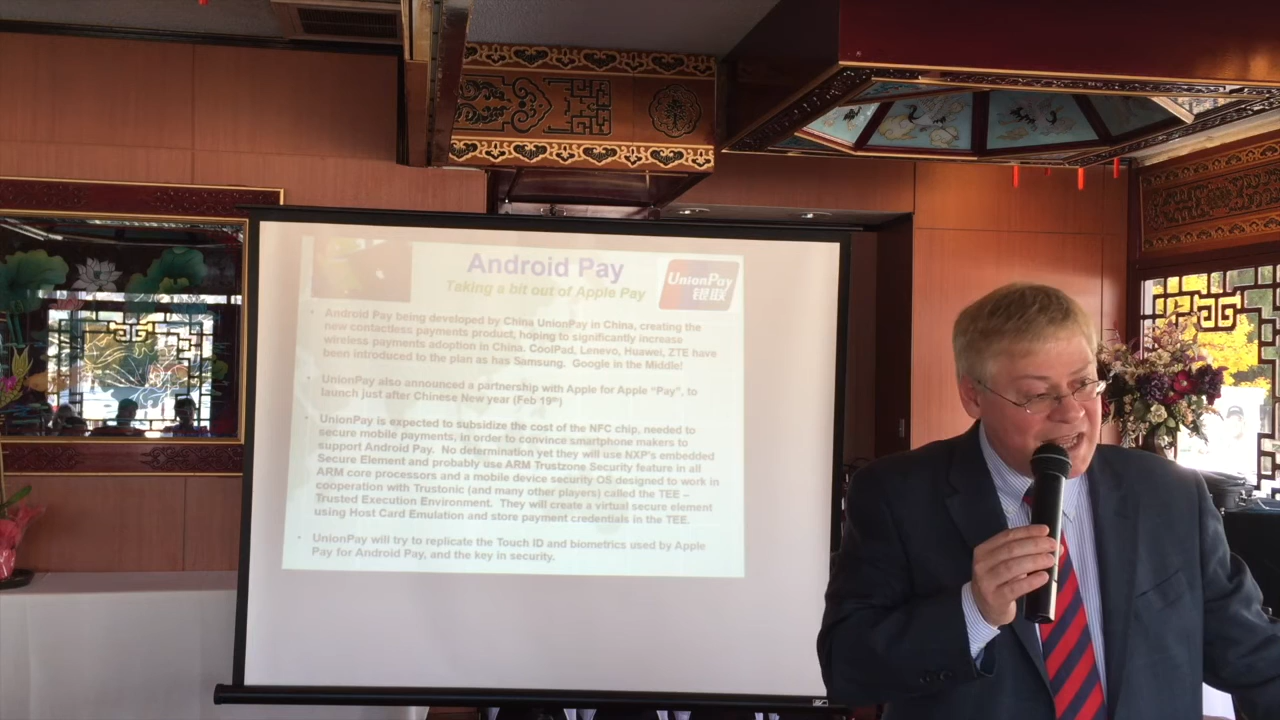 Android Pay
Taking a bit out of Apple Pay
UnionPay
银联
• Android Pay being developed by China UnionPay in China, creating the
new contactless payments product, hoping to significantly increase
wireless payments adoption in China. CoolPad, Lenevo, Huawei, ZTE have
been introduced to the plan as has Samsung. Google in the Middle!
• UnionPay also announced a partnership with Apple for Apple “Pay”, to
launch just after Chinese New year (Feb 19th)
• UnionPay is expected to subsidize the cost of the NFC chip, needed to
secure mobile payments, in order to convince smartphone makers to
support Android Pay. No determination yet they will use NXP's embedded
Secure Element and probably use ARM Trustzone Security feature in all
ARM core processors and a mobile device security OS designed to work in
cooperation with Trustonic (and many other players) called the TEE –
Trusted Execution Environment. They will create a virtual secure element
using Host Card Emulation and store payment credentials in the TEE.
• UnionPay will try to replicate the Touch ID and biometrics used by Apple
Pay for Android Pay, and the key in security.